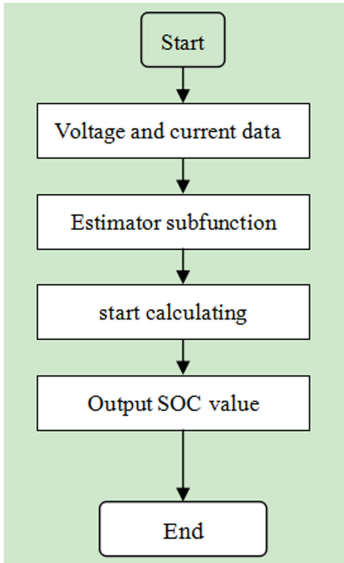 Start
Voltage and current data
Estimator subfunction
start calculating
Output SOC value
End